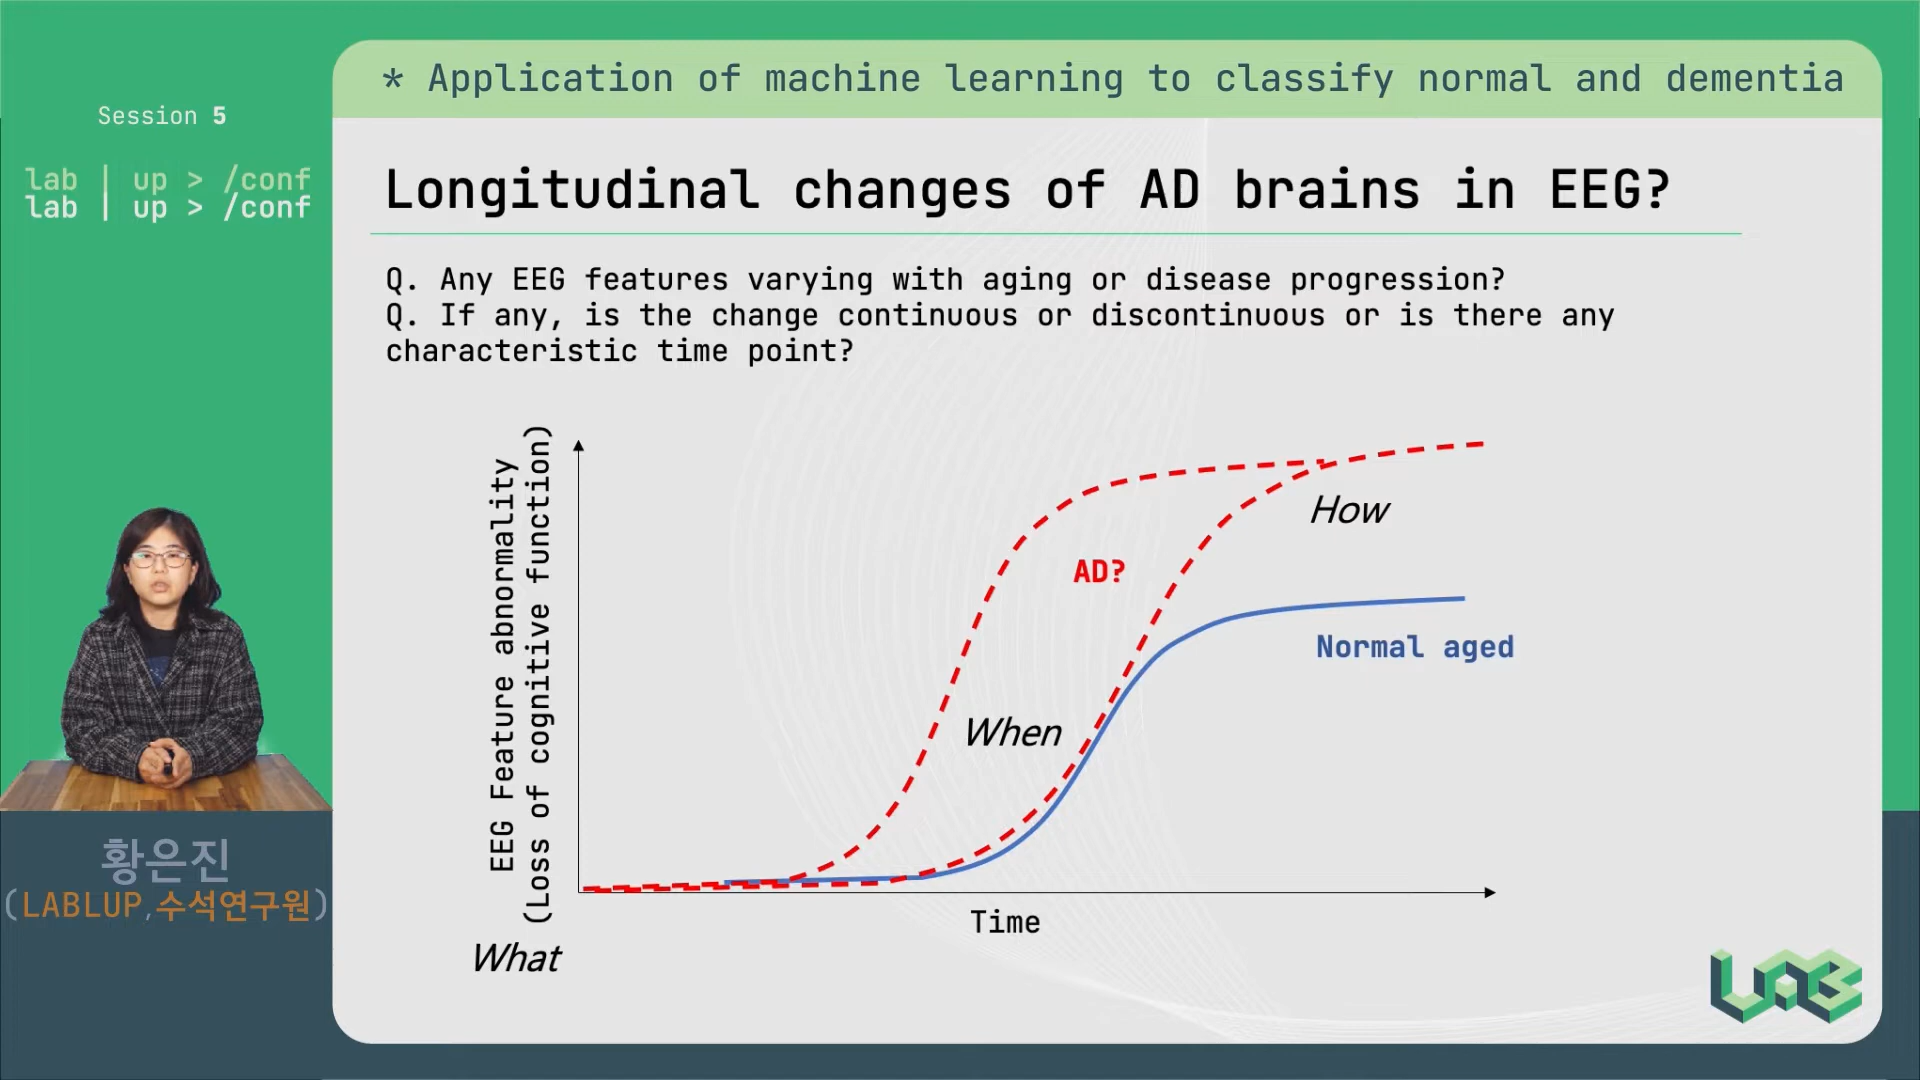 * Application of machine learning to classify normal and dementia
Session 5
lab | up > /conf
lab | up > /conf
Longitudinal changes of AD brains in EEG?
Q. Any EEG features varying with aging or disease progression?
Q. If any, is the change continuous or discontinuous or is there any
characteristic time point?
EEG Feature abnormality
(Loss of cognitive function)
How
AD?
Normal aged
When
Time
What
황은진
(LABLUP,수석연구원)
LAB